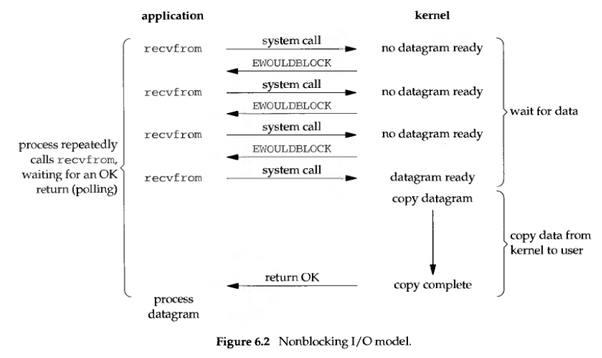 application
kernel
recvfrom
system call
no datagram ready
EWOULDBLOCK
recvfrom
system call
no datagram ready
EWOULDBLOCK
recvfrom
system call
no datagram ready
EWOULDBLOCK
recvfrom
system call
datagram ready
copy datagram
wait for data
process repeatedly
calls recvfrom,
waiting for an OK
return (polling)
copy data from
kernel to user
return OK
copy complete
process
datagram
Figure 6.2 Nonblocking I/O model.